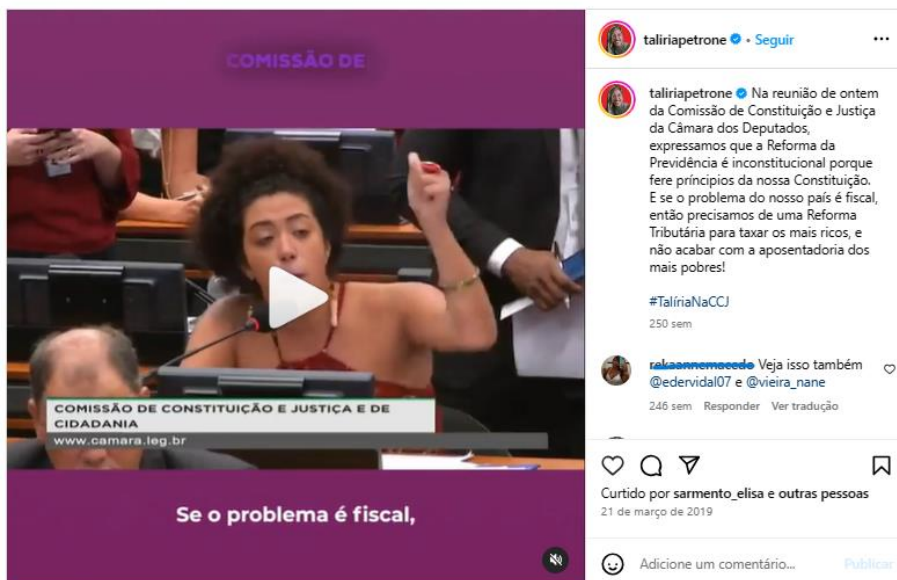 COMISSÃO DE
COMISSÃO DE CONSTITUIÇÃO E JUSTIÇA E DE
CIDADANIA
www.camara.leg.br
Se o problema é fiscal,
taliriapetrone • Seguir
taliriapetrone Na reunião de ontem
da Comissão de Constituição e Justiça
da Câmara dos Deputados,
expressamos que a Reforma da
Previdência é inconstitucional porque
fere príncipios da nossa Constituição.
E se o problema do nosso país é fiscal,
então precisamos de uma Reforma
Tributária para taxar os mais ricos, e
não acabar com a aposentadoria dos
mais pobres!
#TalíriaNaCCJ
250 sem
Veja isso também
@edervidal07 e @vieira_nane
246 sem Responder Ver tradução
Curtido por sarmento_elisa e outras pessoas
21 de março de 2019
Adicione um comentário... Publicar